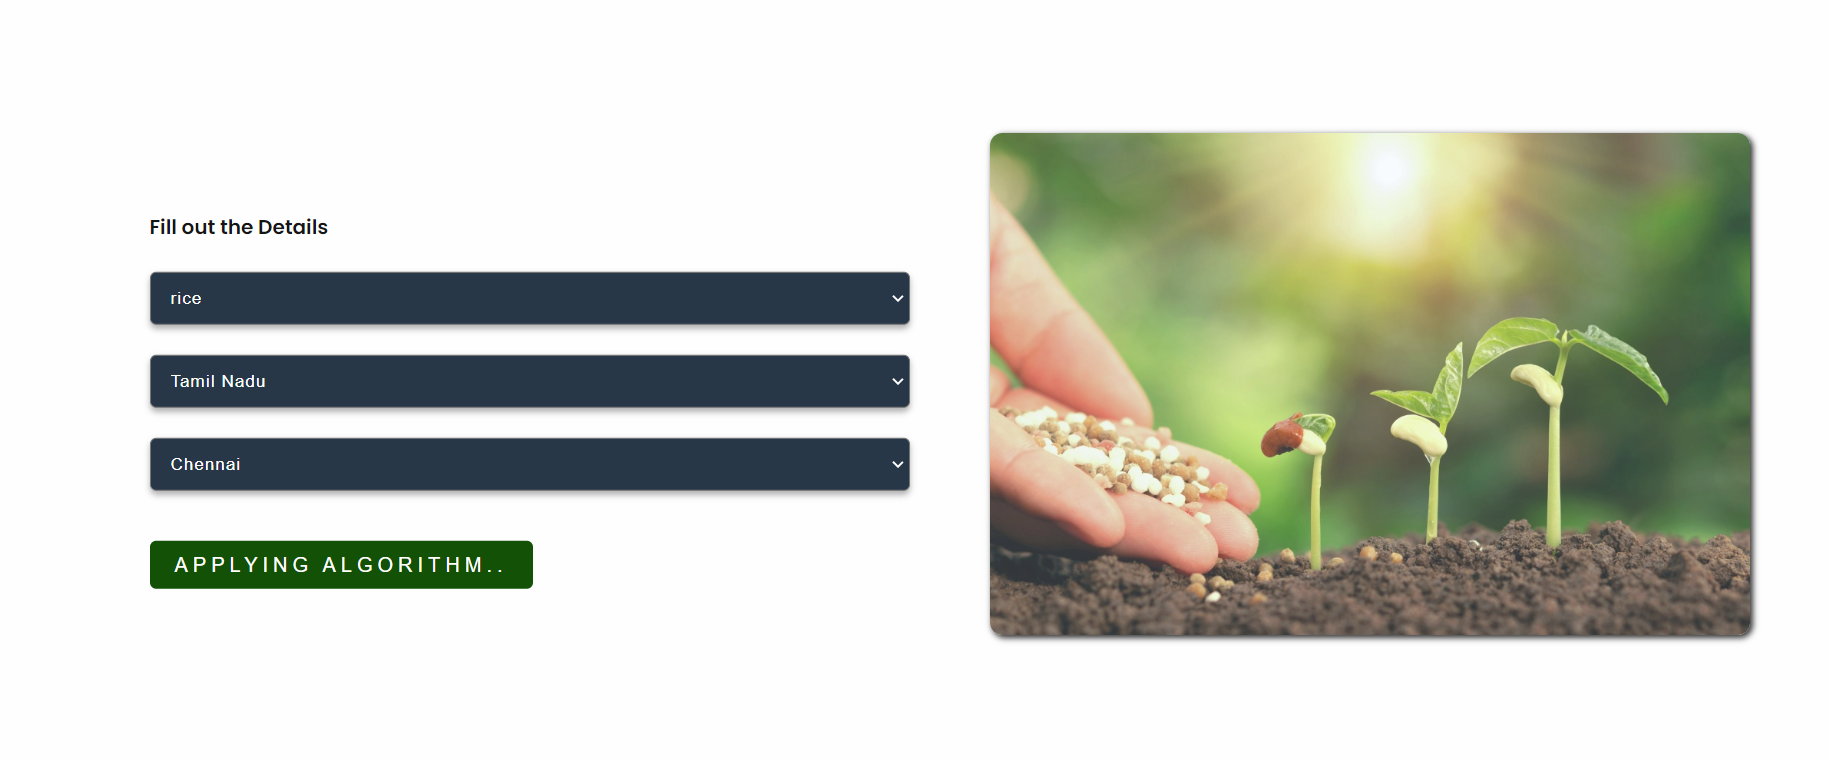 Fill out the Details
rice
Tamil Nadu
Chennai
APPLYING ALGORITHM..